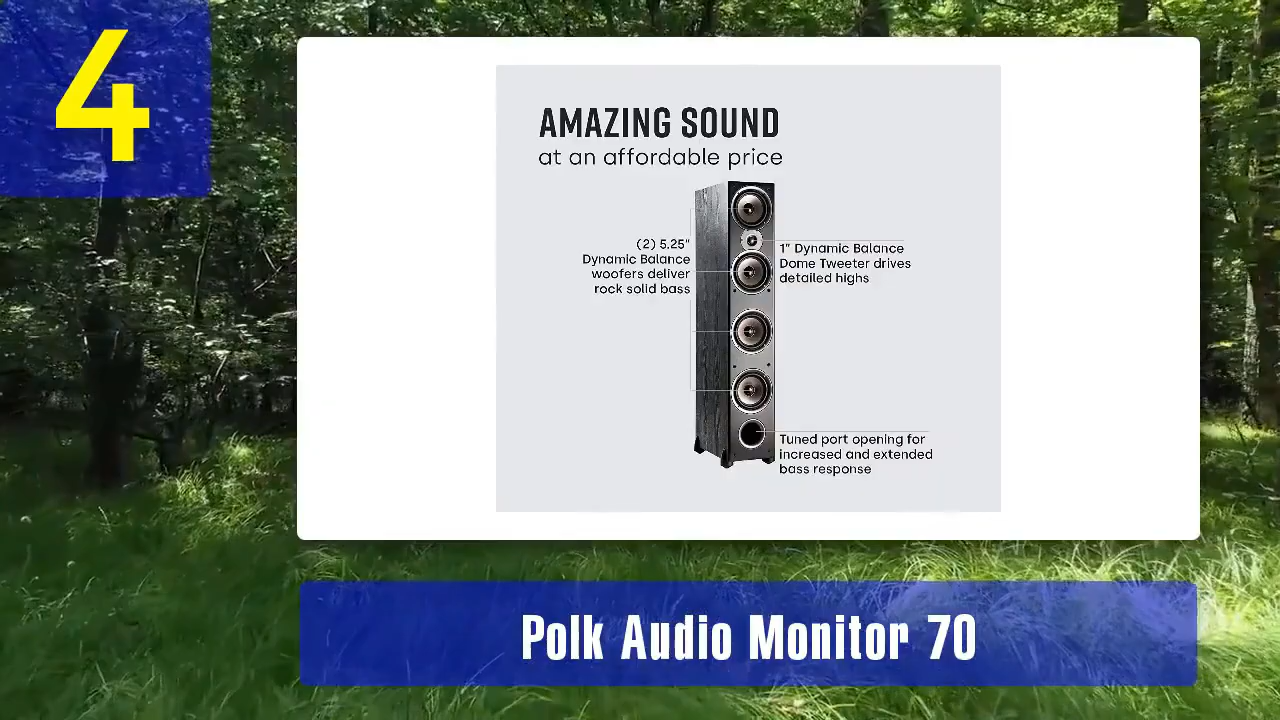 4
AMAZING SOUND
at an affordable price
(2) 5.25"
Dynamic Balance
woofers deliver
rock solid bass
1" Dynamic Balance
Dome Tweeter drives
detailed highs
Tuned port opening for
increased and extended
bass response
Polk Audio Monitor 70